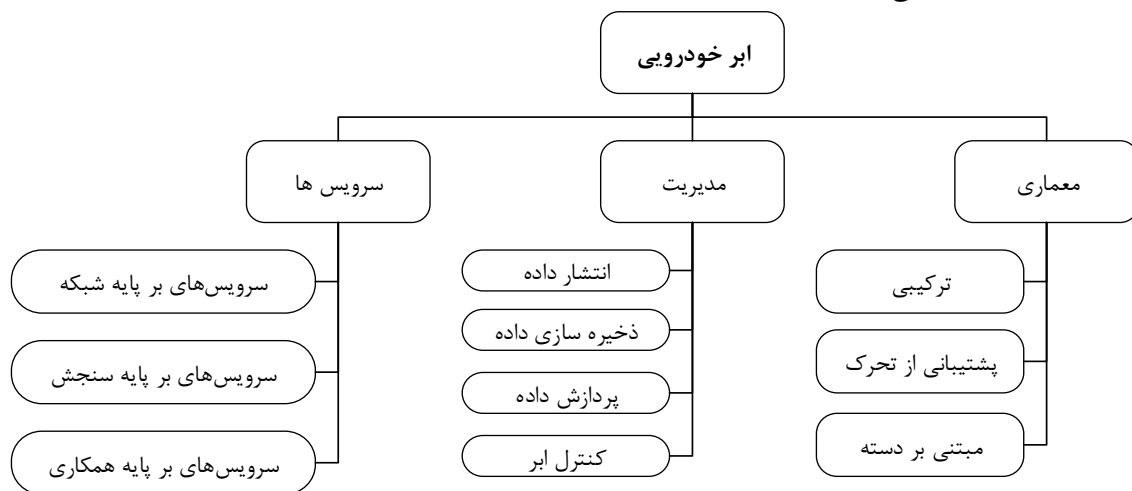 ابر خودرویی
معماری
مدیریت
سرویس ها
ترکیبی
پشتیبانی از تحرک
مبتنی بر دسته
انتشار داده
ذخیره سازی داده
پردازش داده
کنترل ابر
سرویس‌های بر پایه شبکه
سرویس‌های بر پایه سنجش
سرویس‌های بر پایه همکاری